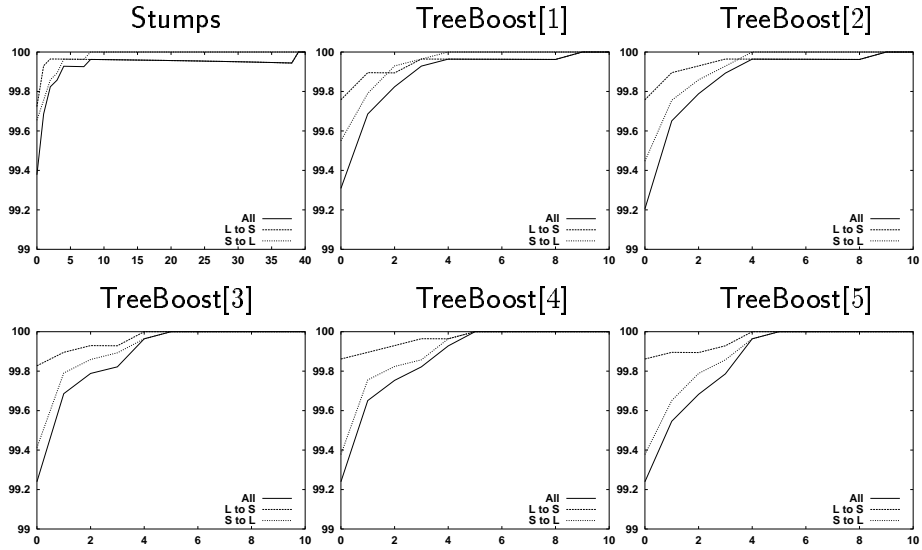 Stumps
100
99.8
99.6
99.4
99.2
99
0 5 10 15 20 25 30 35 40
All
L to S
S to L
TreeBoost[1]
100
99.8
99.6
99.4
99.2
99
0 2 4 6 8 10
All
L to S
S to L
TreeBoost[2]
100
99.8
99.6
99.4
99.2
99
0 2 4 6 8 10
All
L to S
S to L
TreeBoost[3]
100
99.8
99.6
99.4
99.2
99
0 2 4 6 8 10
All
L to S
S to L
TreeBoost[4]
100
99.8
99.6
99.4
99.2
99
0 2 4 6 8 10
All
L to S
S to L
TreeBoost[5]
100
99.8
99.6
99.4
99.2
99
0 2 4 6 8 10
All
L to S
S to L